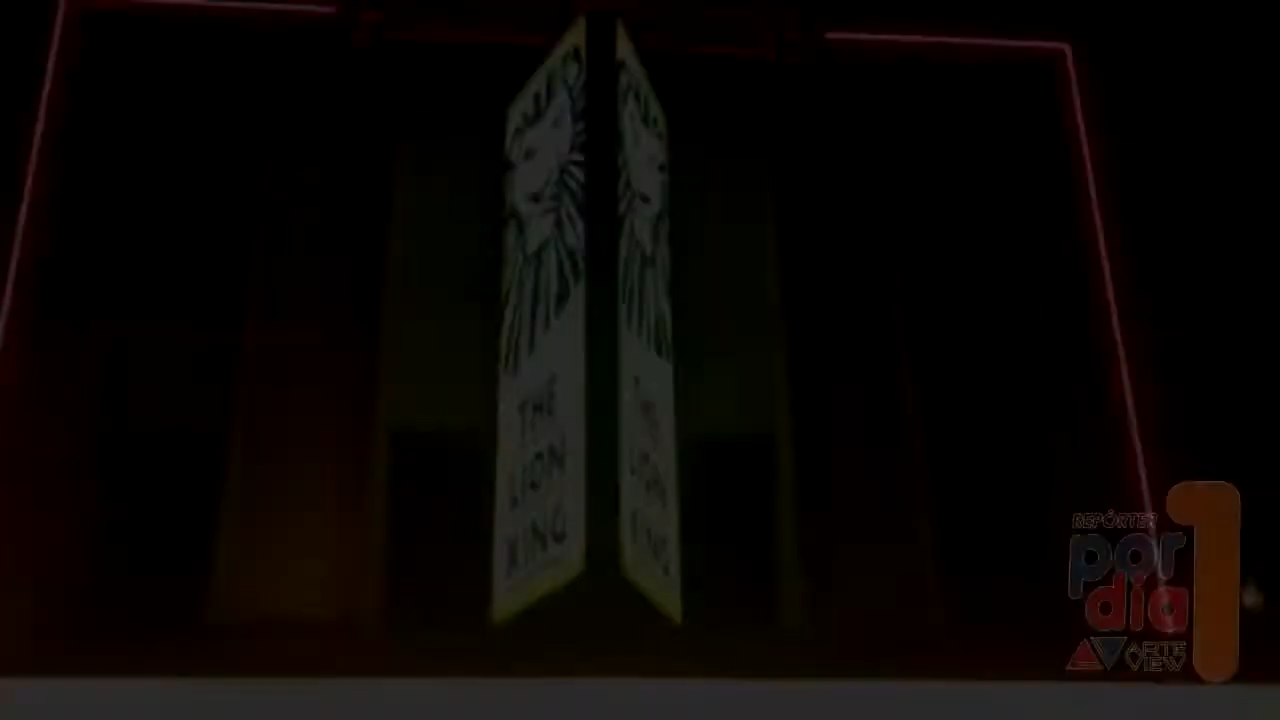 THE
LION
KING
THE
LION
KING
REPÓRTER
por
dia
1
ARTE
VIEW